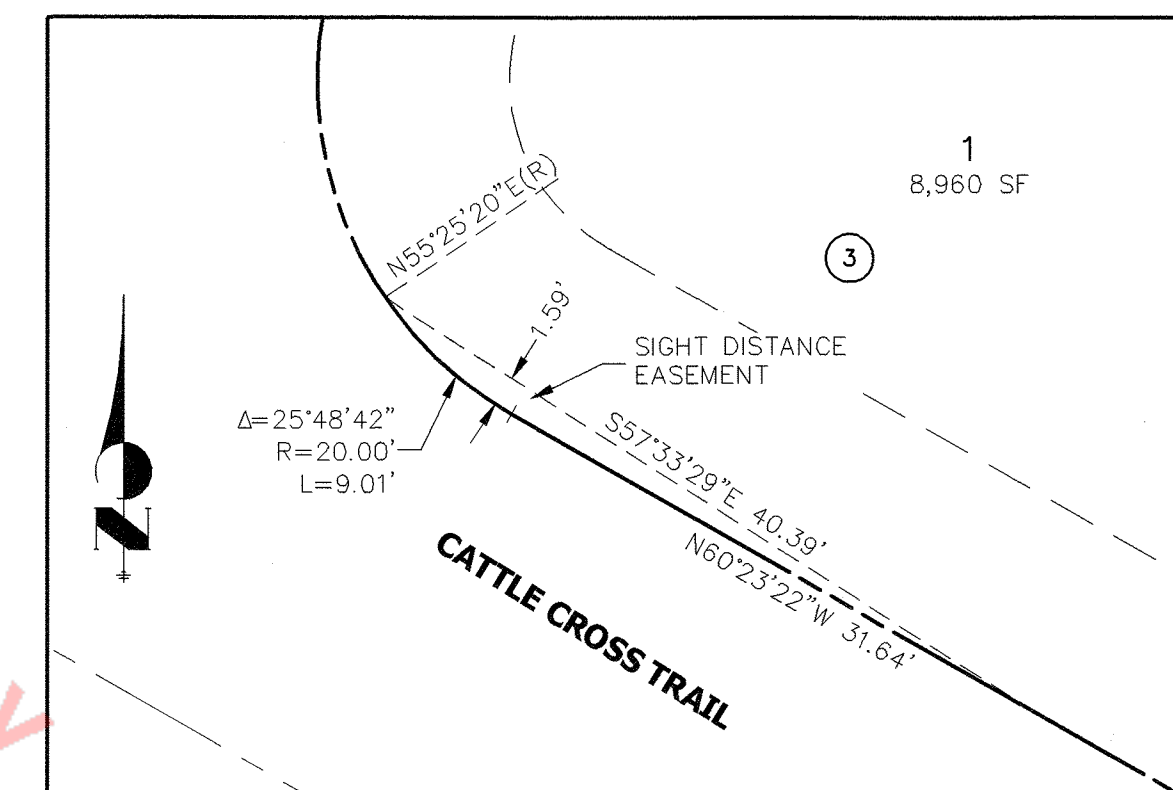 1
8,960 SF
3
N55°25'20"E(R)
1.59'
SIGHT DISTANCE
EASEMENT
Δ=25°48'42"
R=20.00'
L=9.01'
S57°33'29"E 40.39'
N60°23'22"W 31.64'
N
CATTLE CROSS TRAIL